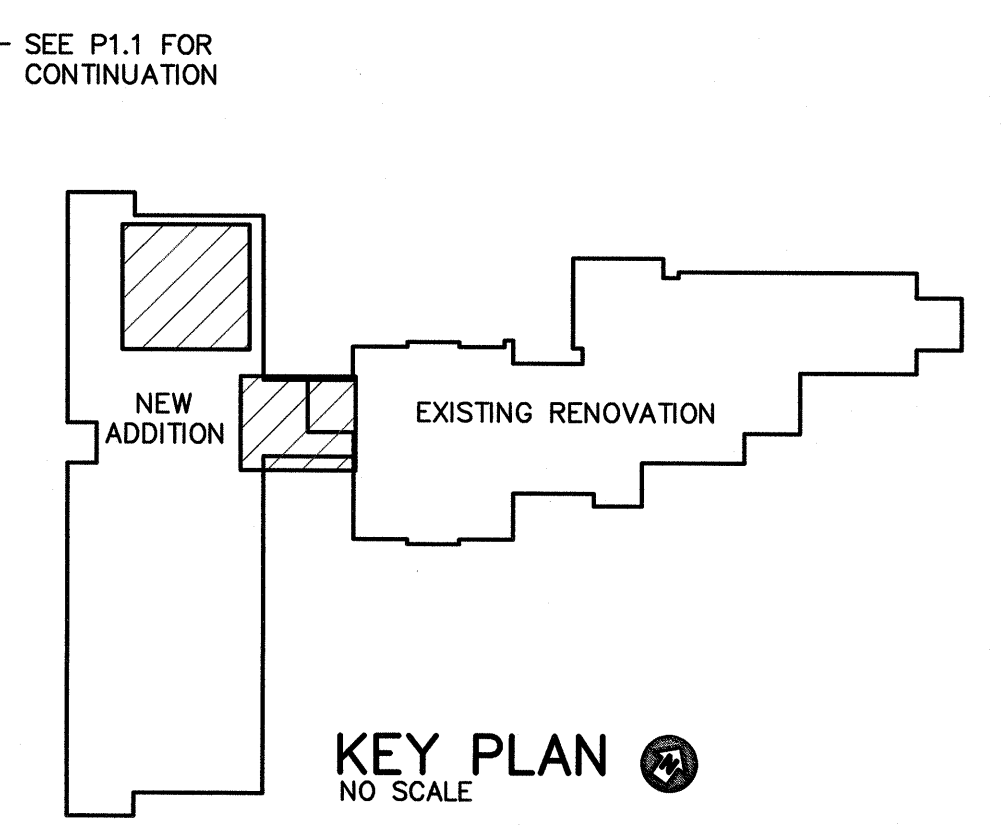 SEE P1.1 FOR
CONTINUATION
NEW
ADDITION
EXISTING RENOVATION
KEY PLAN
NO SCALE
N